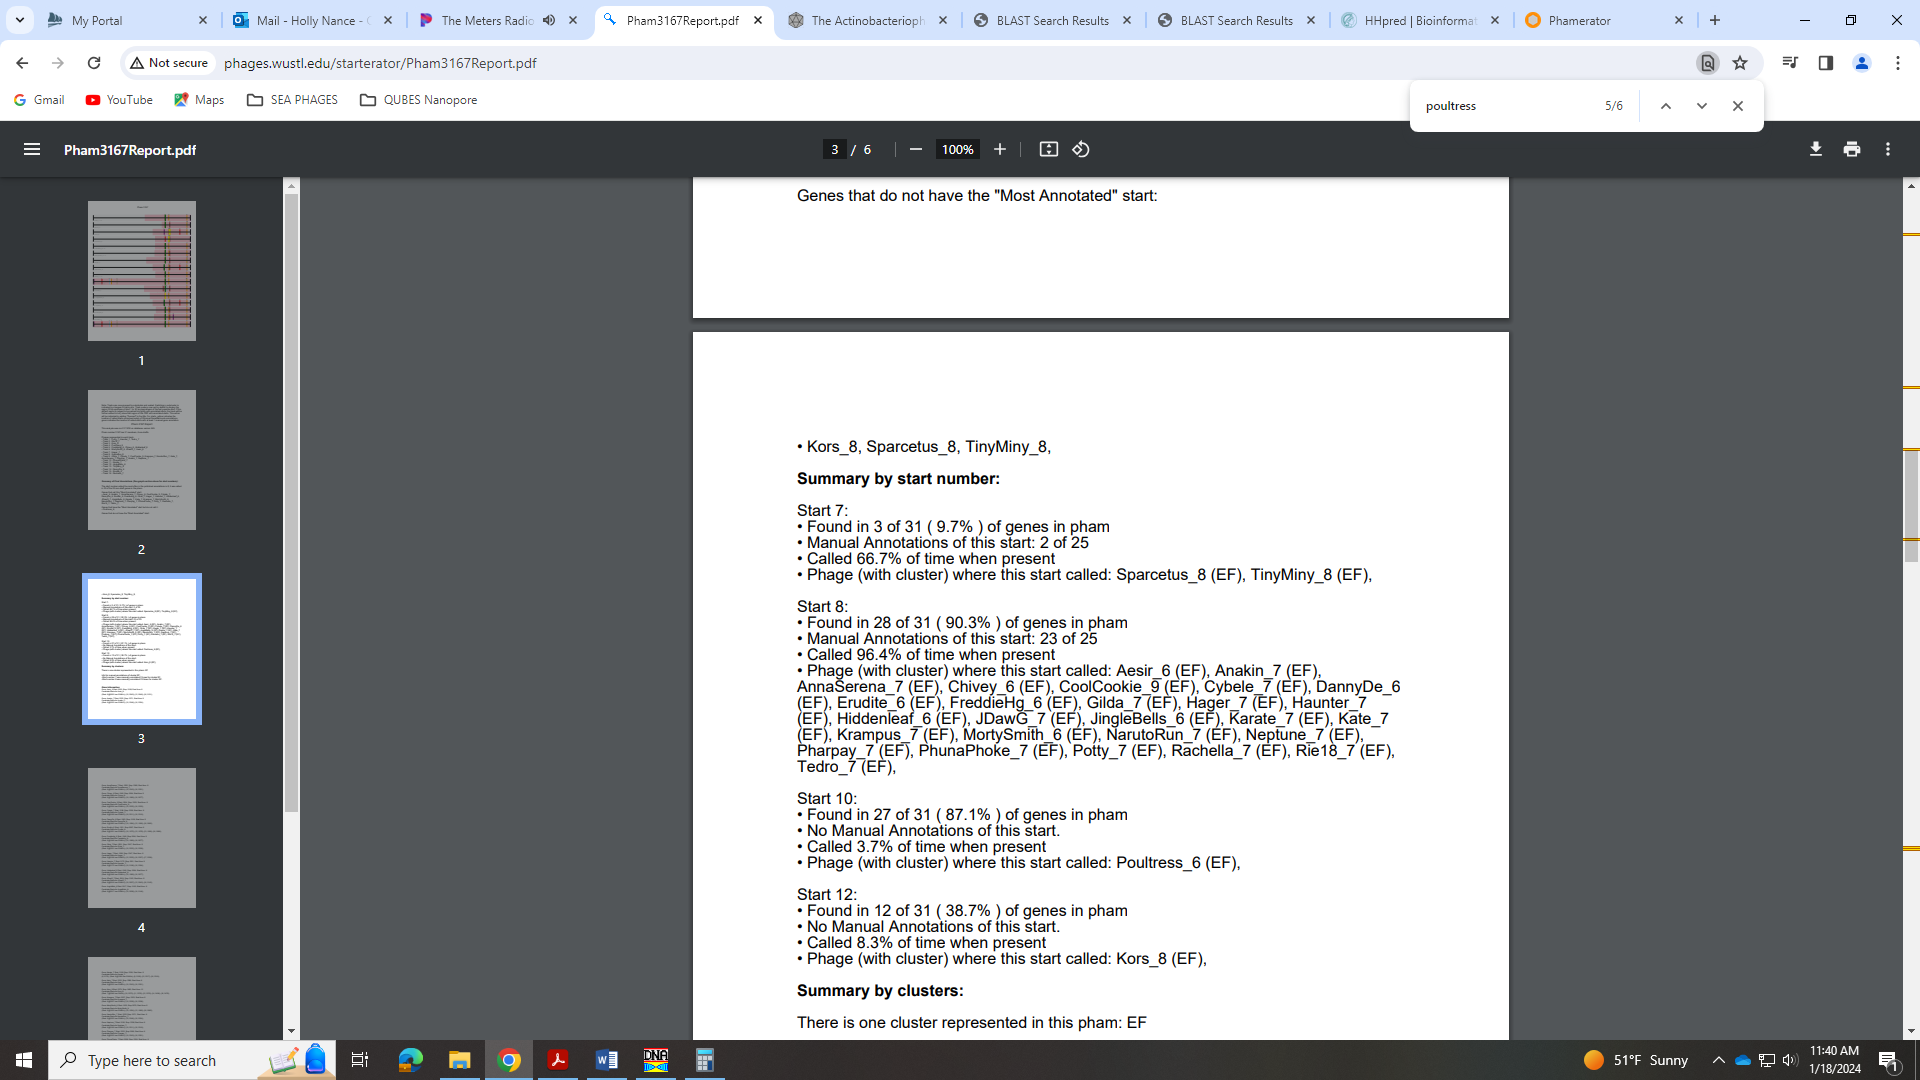 My Portal
Mail - Holly Nance -
The Meters Radio
Pham3167Report.pdf
The Actinobacterioph
BLAST Search Results
BLAST Search Results
HHpred | Bioinformat
Phamerator
Not secure
phages.wustl.edu/starterator/Pham3167Report.pdf
Gmail
YouTube
Maps
SEA PHAGES
QUBES Nanopore
poultress
5/6
Pham3167Report.pdf
3 / 6
100%
Genes that do not have the "Most Annotated" start:
• Kors_8, Sparcetus_8, TinyMiny_8,
Summary by start number:
Start 7:
• Found in 3 of 31 ( 9.7% ) of genes in pham
• Manual Annotations of this start: 2 of 25
• Called 66.7% of time when present
• Phage (with cluster) where this start called: Sparcetus_8 (EF), TinyMiny_8 (EF),
Start 8:
• Found in 28 of 31 ( 90.3% ) of genes in pham
• Manual Annotations of this start: 23 of 25
• Called 96.4% of time when present
• Phage (with cluster) where this start called: Aesir_6 (EF), Anakin_7 (EF),
AnnaSerena_7 (EF), Chivey_6 (EF), CoolCookie_9 (EF), Cybele_7 (EF), DannyDe_6
(EF), Erudite_6 (EF), FreddieHg_6 (EF), Gilda_7 (EF), Hager_7 (EF), Haunter_7
(EF), Hiddenleaf_6 (EF), JDawG_7 (EF), JingleBells_6 (EF), Karate_7 (EF), Kate_7
(EF), Krampus_7 (EF), MortySmith_6 (EF), NarutoRun_7 (EF), Neptune_7 (EF),
Pharpay_7 (EF), PhunaPhoke_7 (EF), Potty_7 (EF), Rachella_7 (EF), Rie18_7 (EF),
Tedro_7 (EF),
Start 10:
• Found in 27 of 31 ( 87.1% ) of genes in pham
• No Manual Annotations of this start.
• Called 3.7% of time when present
• Phage (with cluster) where this start called: Poultress_6 (EF),
Start 12:
• Found in 12 of 31 ( 38.7% ) of genes in pham
• No Manual Annotations of this start.
• Called 8.3% of time when present
• Phage (with cluster) where this start called: Kors_8 (EF),
Summary by clusters:
There is one cluster represented in this pham: EF
1
2
3
4
Type here to search
DNA
51°F Sunny
11:40 AM
1/18/2024
1